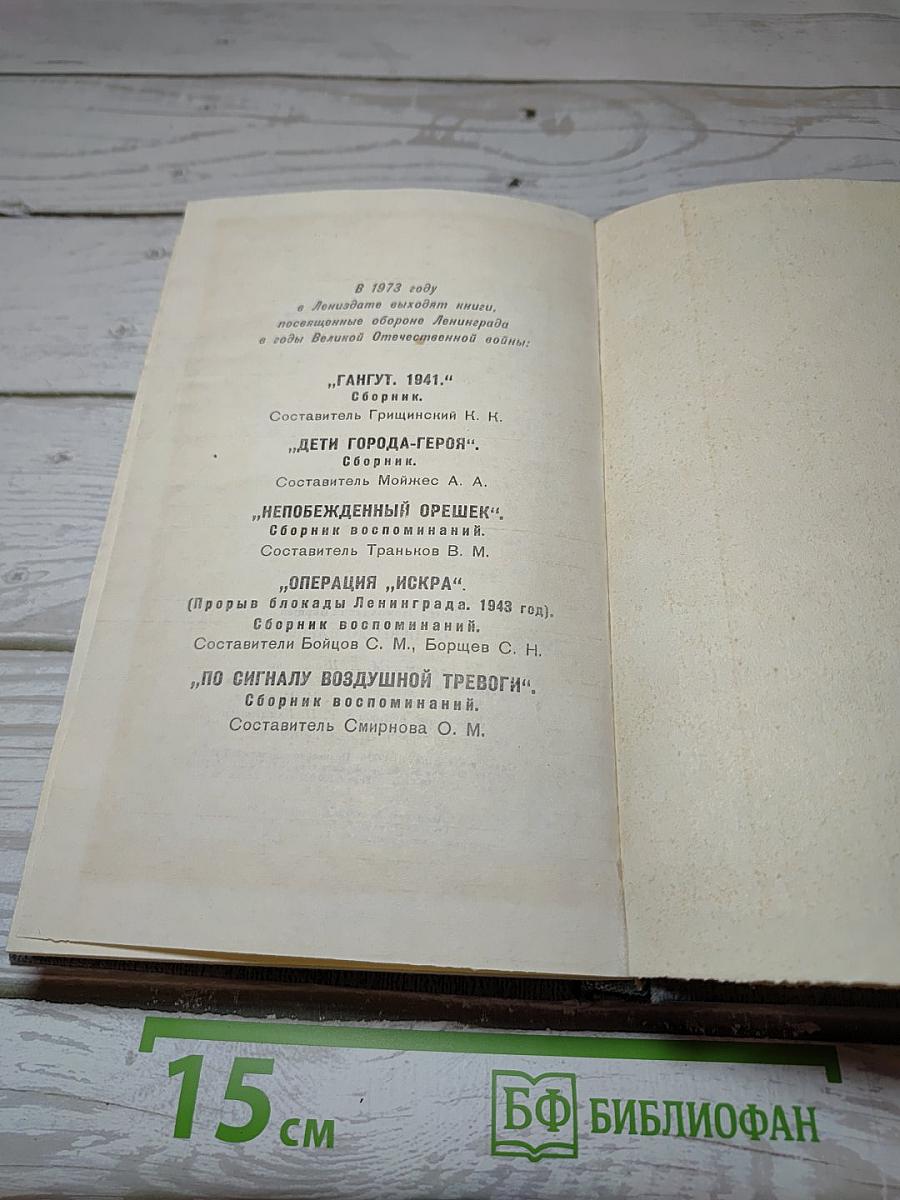 В 1973 году
в Лениздате выходят книги,
посвященные обороне Ленинграда
в годы Великой Отечественной войны:
„ГАНГУТ. 1941.“
Сборник.
Составитель Грищинский К. К.
„ДЕТИ ГОРОДА-ГЕРОЯ“.
Сборник.
Составитель Мойжес А. А.
„НЕПОБЕЖДЕННЫЙ ОРЕШЕК“.
Сборник воспоминаний.
Составитель Траньков В. М.
„ОПЕРАЦИЯ „ИСКРА“.
(Прорыв блокады Ленинграда. 1943 год).
Сборник воспоминаний.
Составители Бойцов С. М., Борщев С. Н.
„ПО СИГНАЛУ ВОЗДУШНОЙ ТРЕВОГИ“.
Сборник воспоминаний.
Составитель Смирнова О. М.
15 см
БФ БИБЛИОФАН